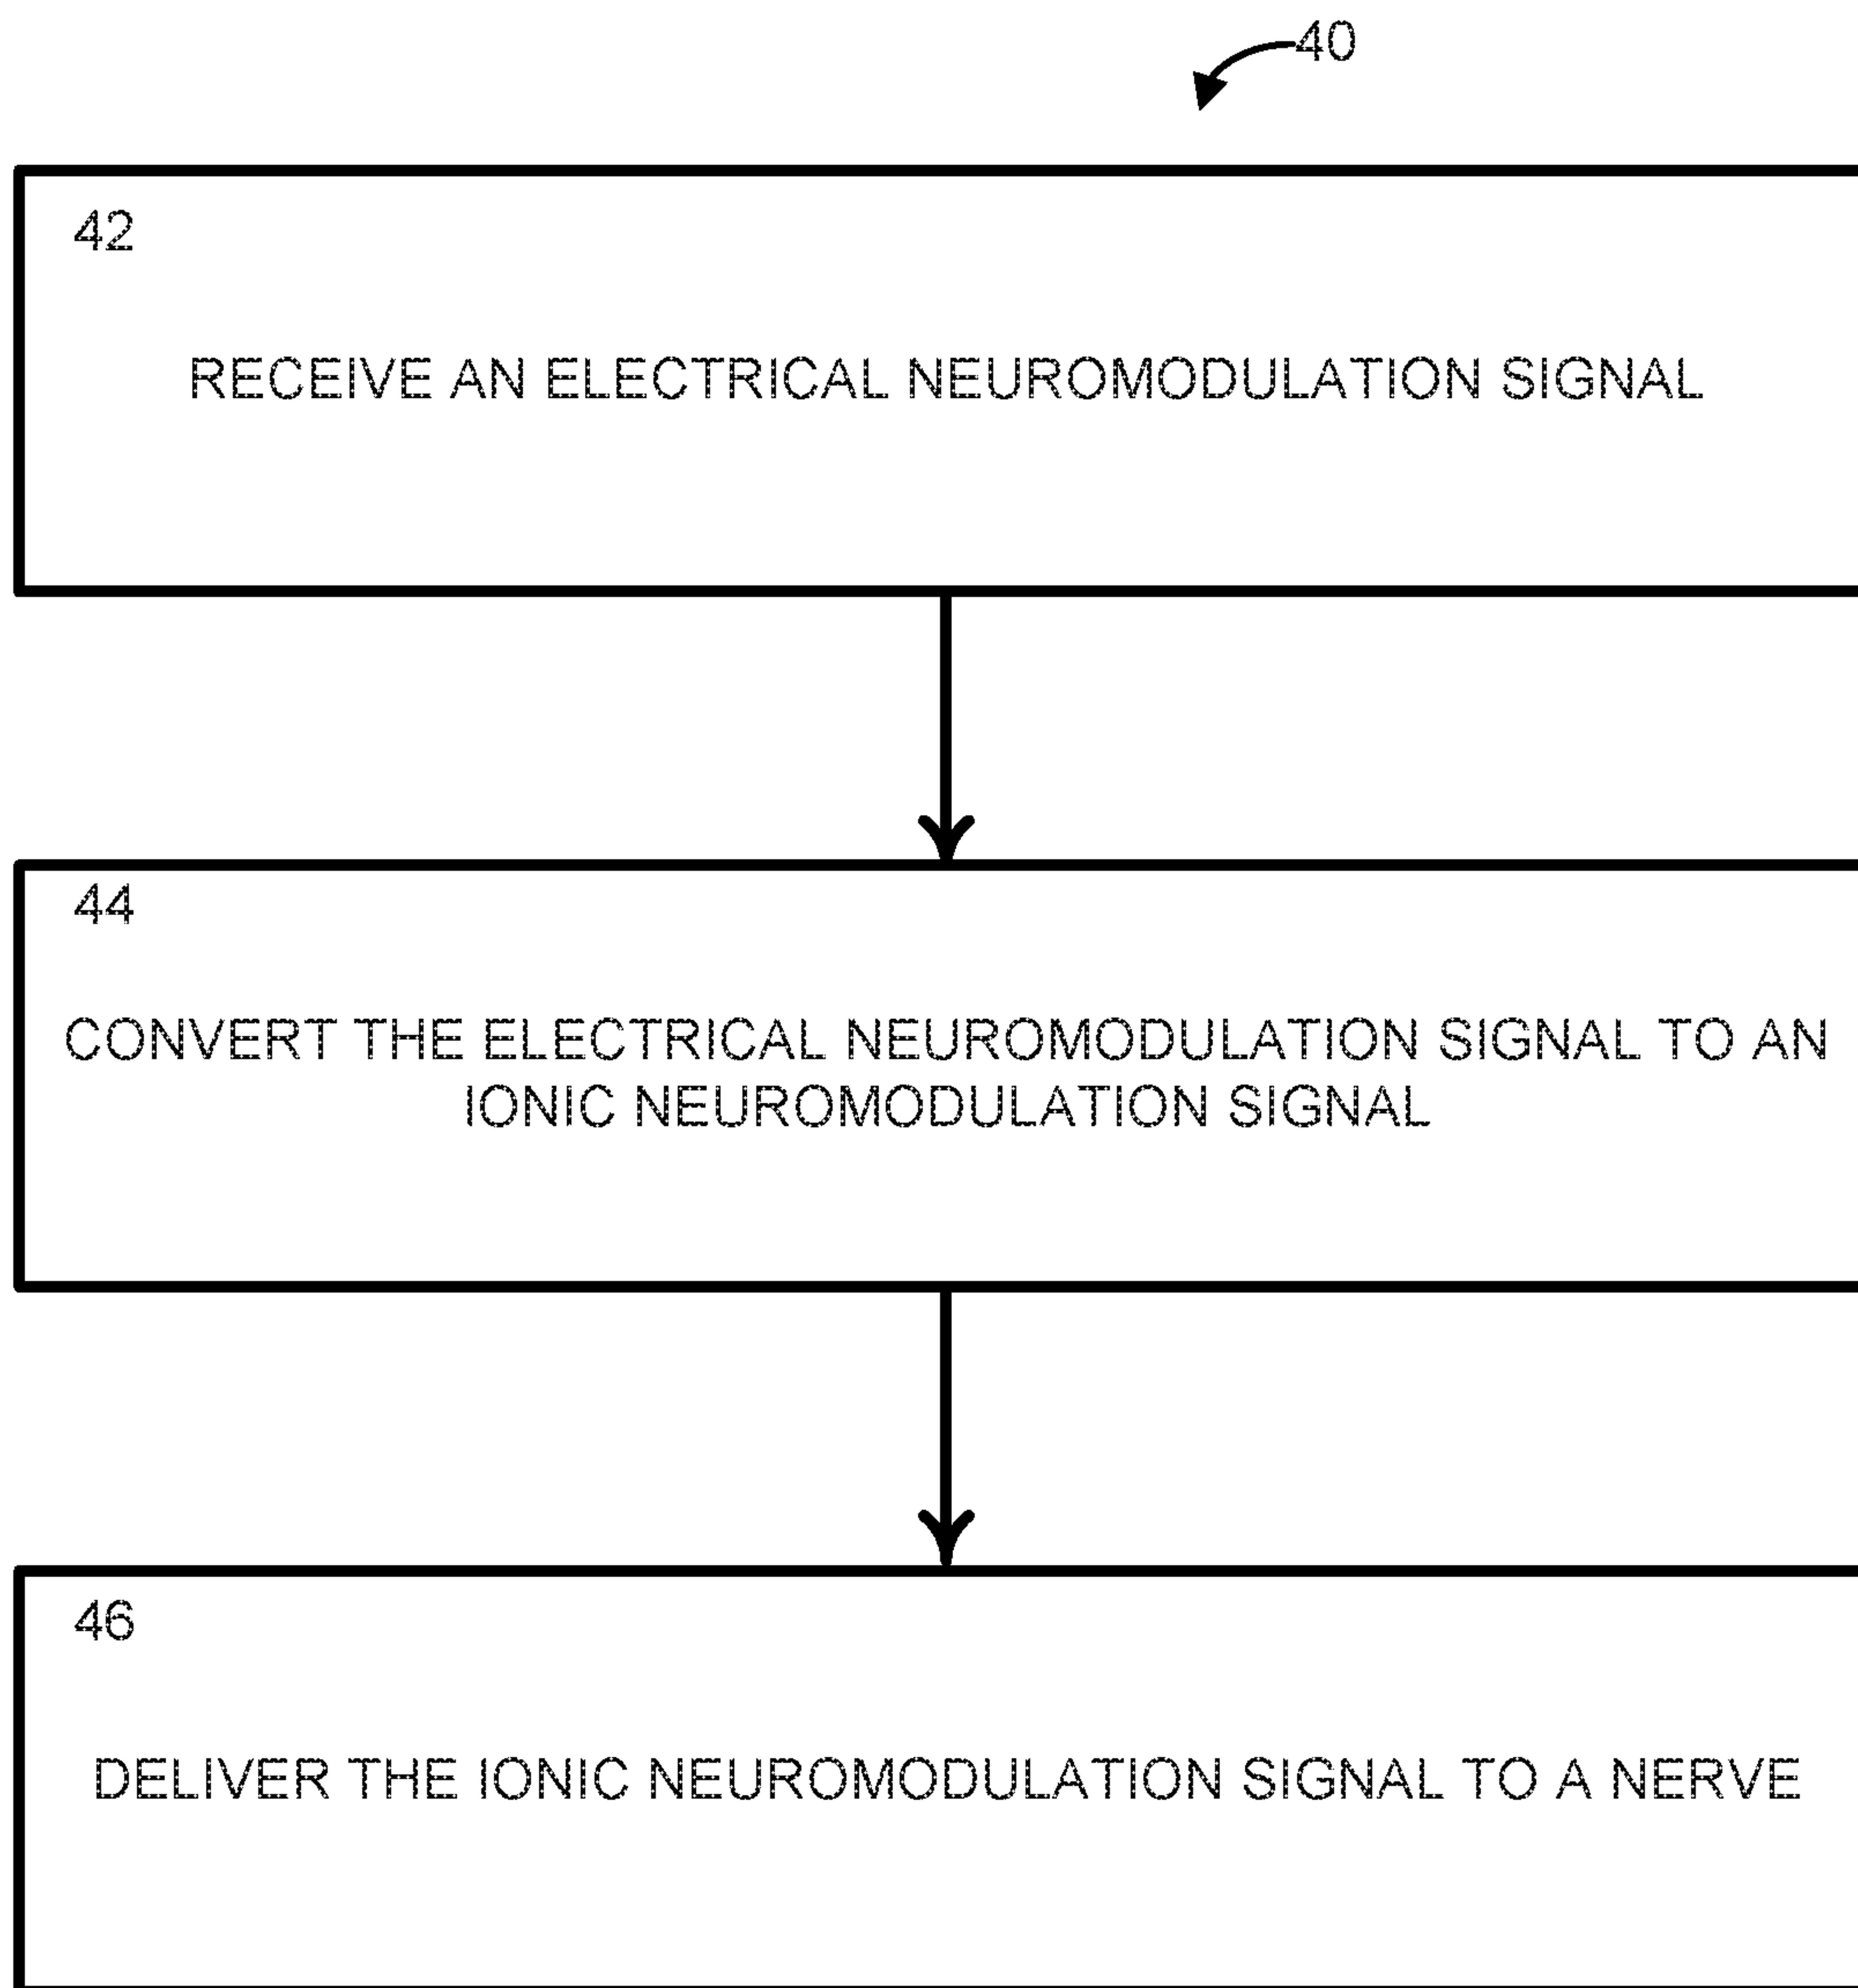 40
42
RECEIVE AN ELECTRICAL NEUROMODULATION SIGNAL
44
CONVERT THE ELECTRICAL NEUROMODULATION SIGNAL TO AN
IONIC NEUROMODULATION SIGNAL
46
DELIVER THE IONIC NEUROMODULATION SIGNAL TO A NERVE